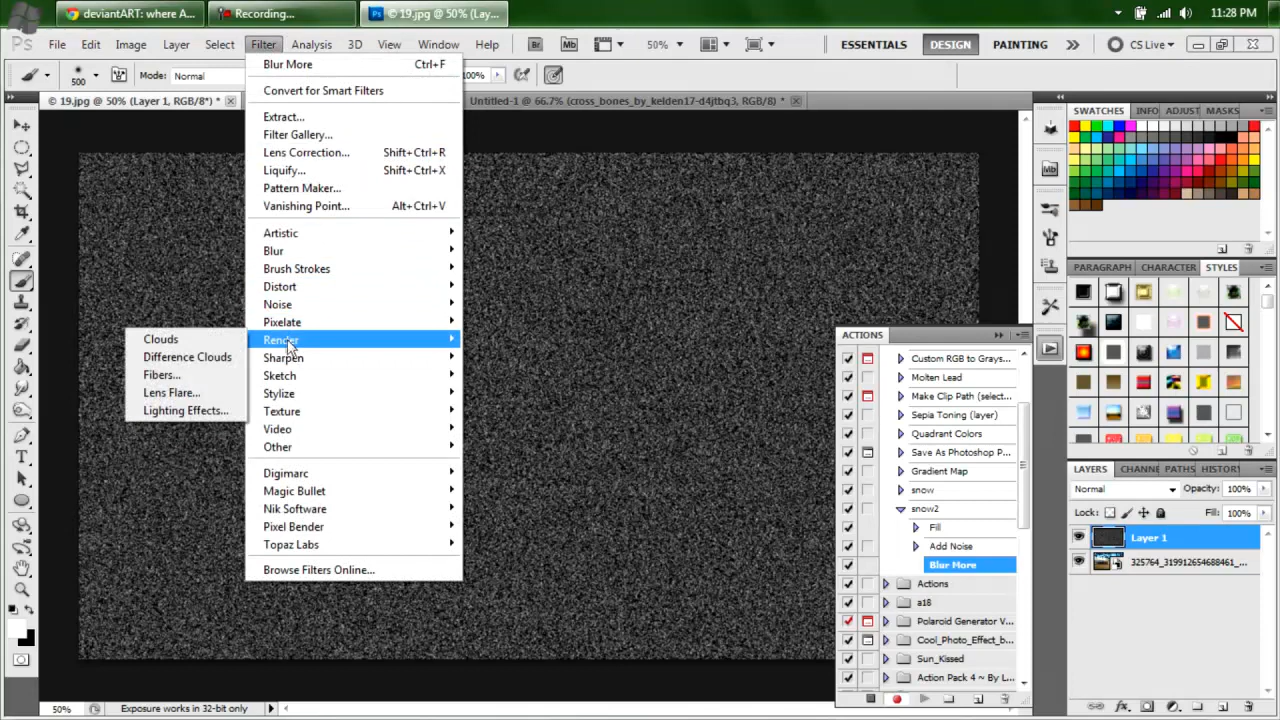 deviantART: where A...
Recording...
© 19.jpg @ 50% (Lay...
11:28 PM
Ps
File
Edit
Image
Layer
Select
Filter
Analysis
3D
View
Window
Help
Br
Mb
50%
ESSENTIALS
DESIGN
PAINTING
CS Live
500
Mode:
Normal
100%
© 19.jpg @ 50% (Layer 1, RGB/8*) *
Untitled-1 @ 66.7% (cross_bones_by_kelden17-d4jtbq3, RGB/8) *
Blur More
Ctrl+F
Convert for Smart Filters
Extract...
Filter Gallery...
Lens Correction...
Shift+Ctrl+R
Liquify...
Shift+Ctrl+X
Pattern Maker...
Vanishing Point...
Alt+Ctrl+V
Artistic
Blur
Brush Strokes
Distort
Noise
Pixelate
Render
Sharpen
Sketch
Stylize
Texture
Video
Other
Digimarc
Magic Bullet
Nik Software
Pixel Bender
Topaz Labs
Browse Filters Online...
Clouds
Difference Clouds
Fibers...
Lens Flare...
Lighting Effects...
SWATCHES
INFO
ADJUST
MASKS
PARAGRAPH
CHARACTER
STYLES
ACTIONS
Custom RGB to Grays...
Molten Lead
Make Clip Path (select...
Sepia Toning (layer)
Quadrant Colors
Save As Photoshop P...
Gradient Map
snow
snow2
Fill
Add Noise
Blur More
Actions
a18
Polaroid Generator V...
Cool_Photo_Effect_b...
Sun_Kissed
Action Pack 4 ~ By L...
LAYERS
CHANNE
PATHS
HISTORY
Normal
Opacity:
100%
Lock:
Fill:
100%
Layer 1
325764_319912654688461_...
50%
Exposure works in 32-bit only